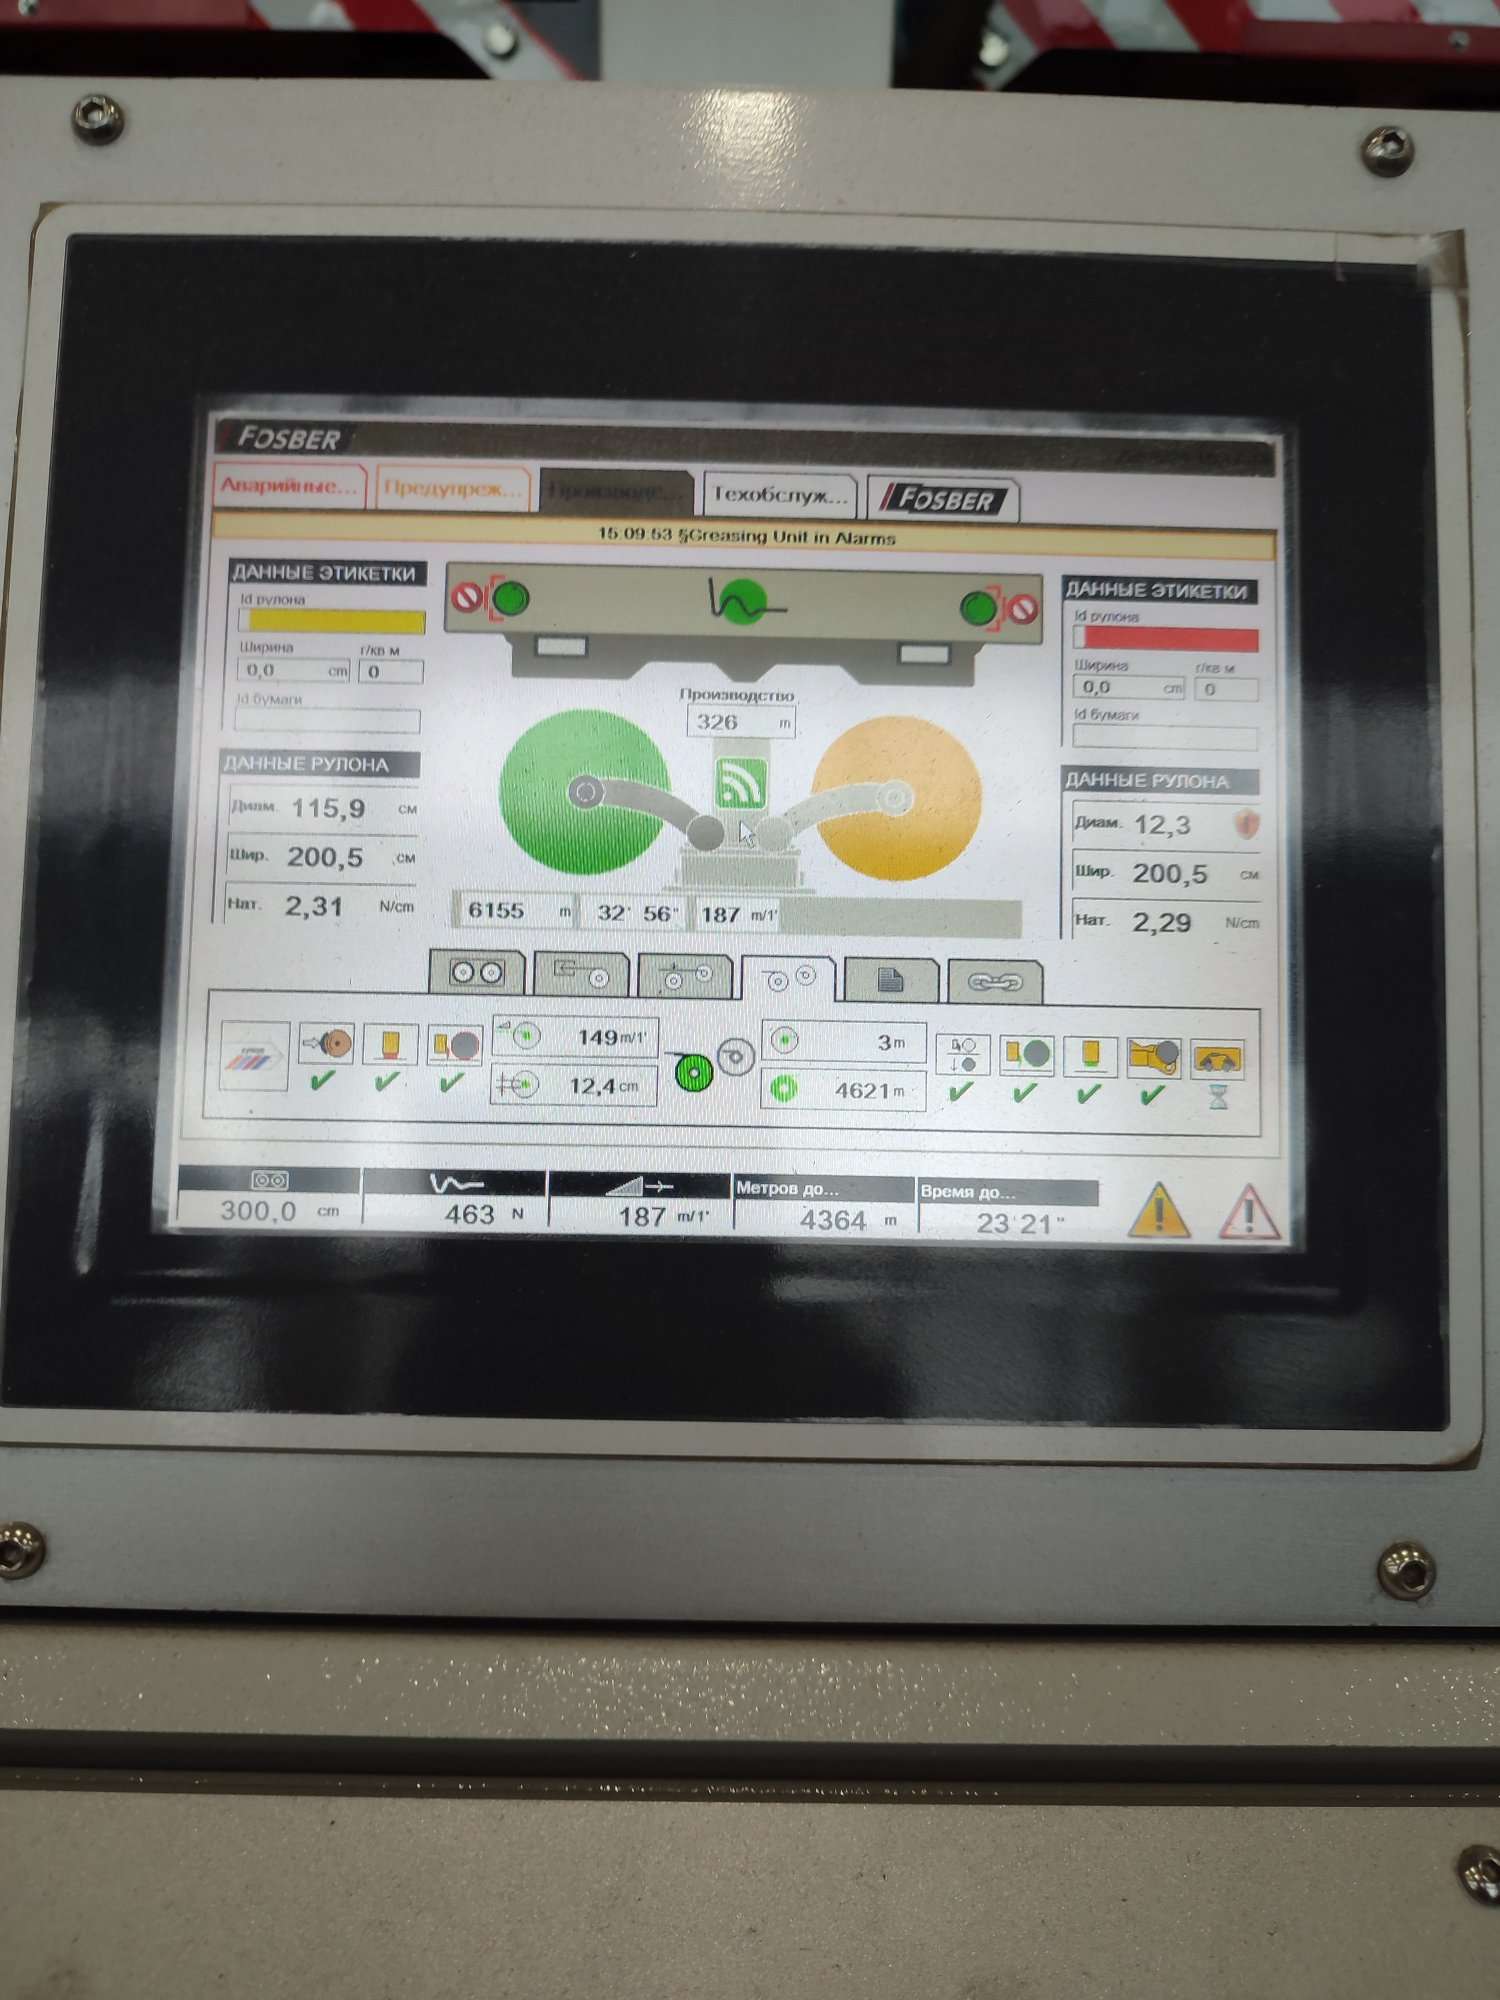 FOSBER
Аварийные...
Предупреж...
Производс...
Техобслуж...
FOSBER
15:09:53 §Greasing Unit in Alarms
ДАННЫЕ ЭТИКЕТКИ
Id рулона
Ширина
г/кв м
0,0 cm
0
Id бумаги
ДАННЫЕ РУЛОНА
Диам. 115,9 см
Шир. 200,5 см
Нат. 2,31 N/cm
Производство
326 m
6155 m
32' 56"
187 m/1'
ДАННЫЕ ЭТИКЕТКИ
Id рулона
Ширина
г/кв м
0,0 cm
0
Id бумаги
ДАННЫЕ РУЛОНА
Диам. 12,3
Шир. 200,5 см
Нат. 2,29 N/cm
149 m/1'
12,4 cm
3 m
4621 m
300,0 cm
463 N
187 m/1'
Метров до...
4364 m
Время до...
23'21"